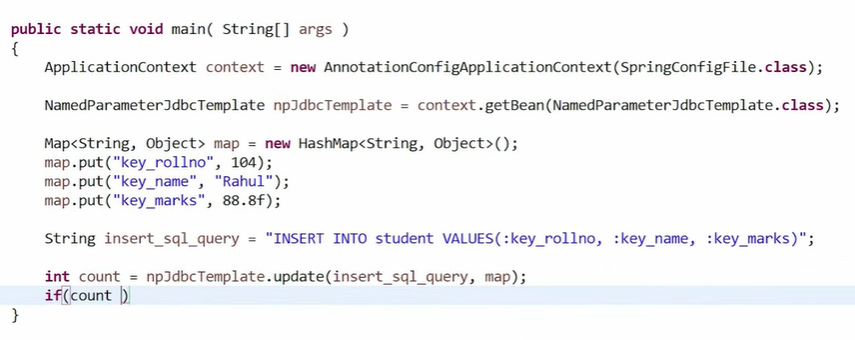 public static void main( String[] args )
{
ApplicationContext context = new AnnotationConfigApplicationContext(SpringConfigFile.class);
NamedParameterJdbcTemplate npJdbcTemplate = context.getBean(NamedParameterJdbcTemplate.class);
Map<String, Object> map = new HashMap<String, Object>();
map.put("key_rollno", 104);
map.put("key_name", "Rahul");
map.put("key_marks", 88.8f);
String insert_sql_query = "INSERT INTO student VALUES(:key_rollno, :key_name, :key_marks)";
int count = npJdbcTemplate.update(insert_sql_query, map);
if(count )
}